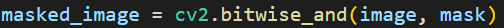 masked_image = cv2.bitwise_and(image, mask)